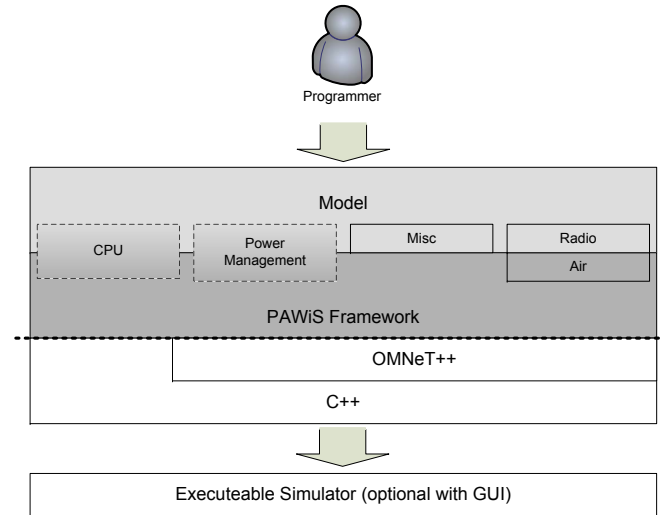 Programmer
Model
CPU
Power
Management
Misc
Radio
Air
PAWiS Framework
OMNeT++
C++
Executeable Simulator (optional with GUI)